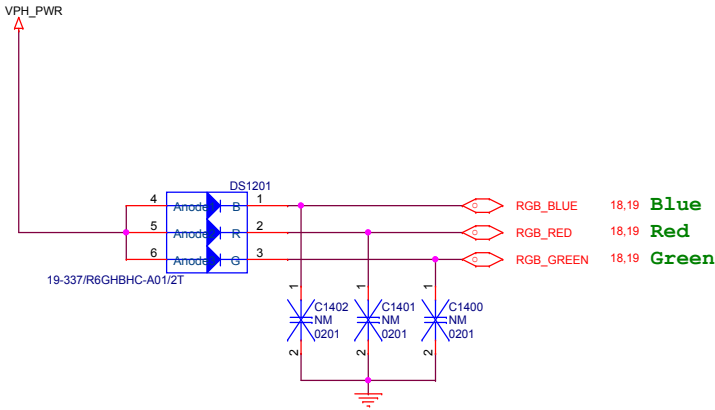 VPH_PWR
DS1201
4 Anode B 1 RGB_BLUE 18,19 Blue
5 Anode R 2 RGB_RED 18,19 Red
6 Anode G 3 RGB_GREEN 18,19 Green
19-337/R6GHBHC-A01/2T
1 1 1
C1402 C1401 C1400
NM NM NM
0201 0201 0201
2 2 2